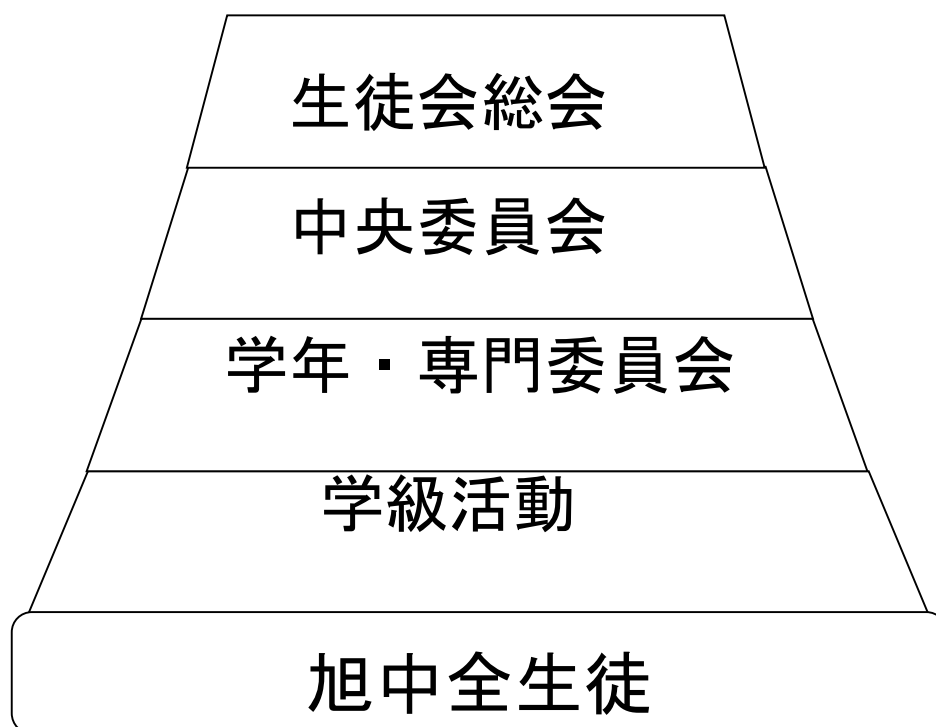 生徒会総会
中央委員会
学年・専門委員会
学級活動
旭中全生徒